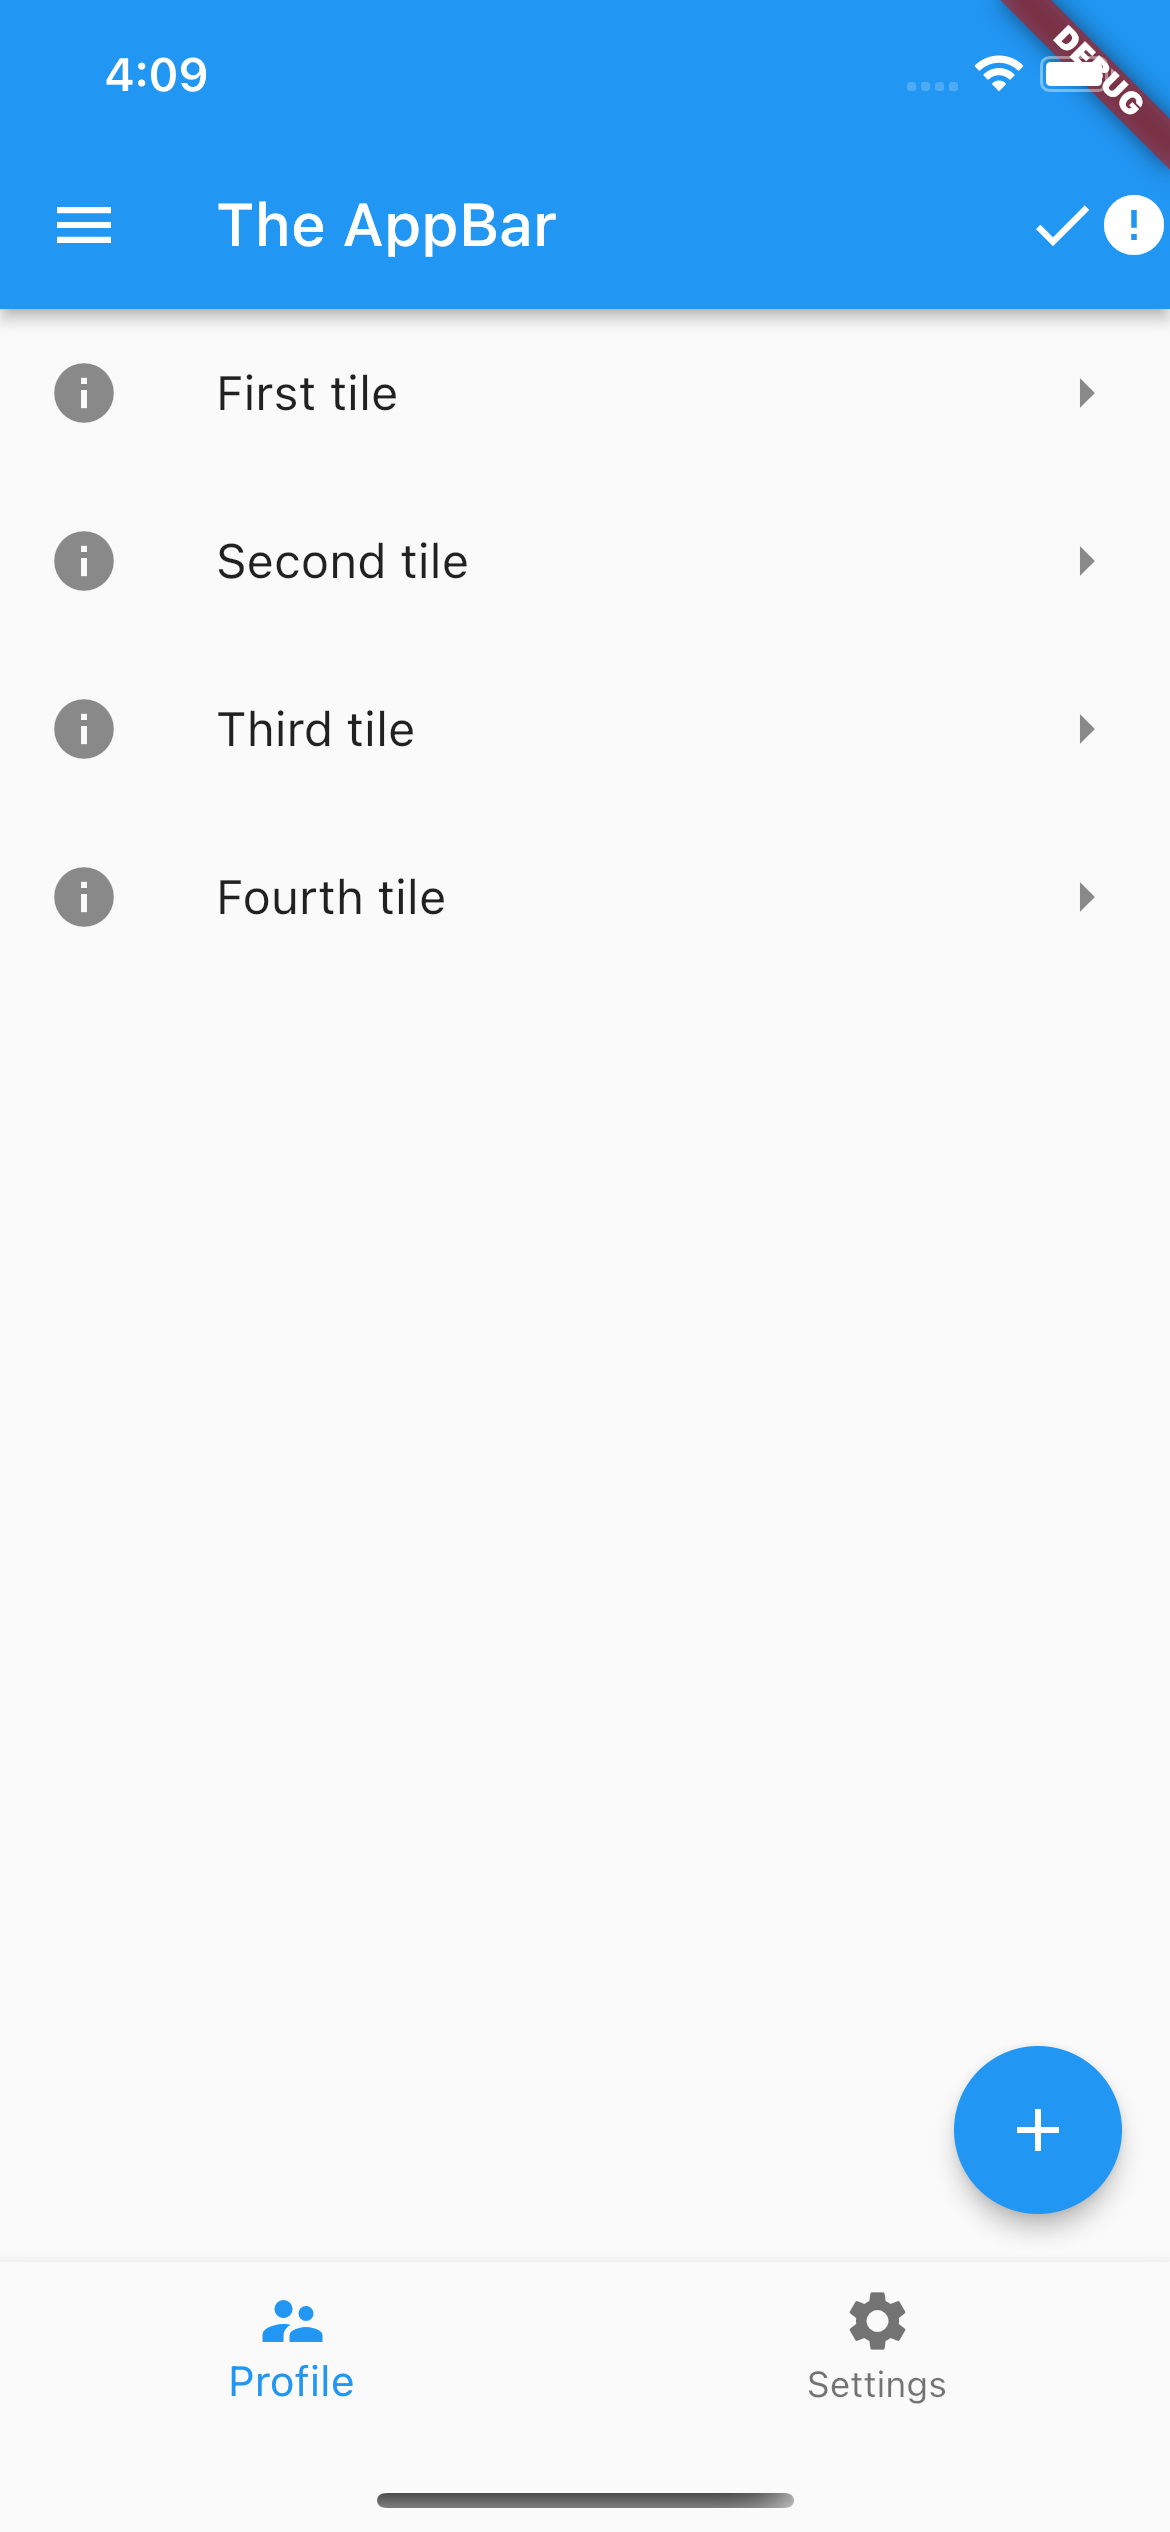 4:09
DEBUG
The AppBar
First tile
Second tile
Third tile
Fourth tile
Profile
Settings